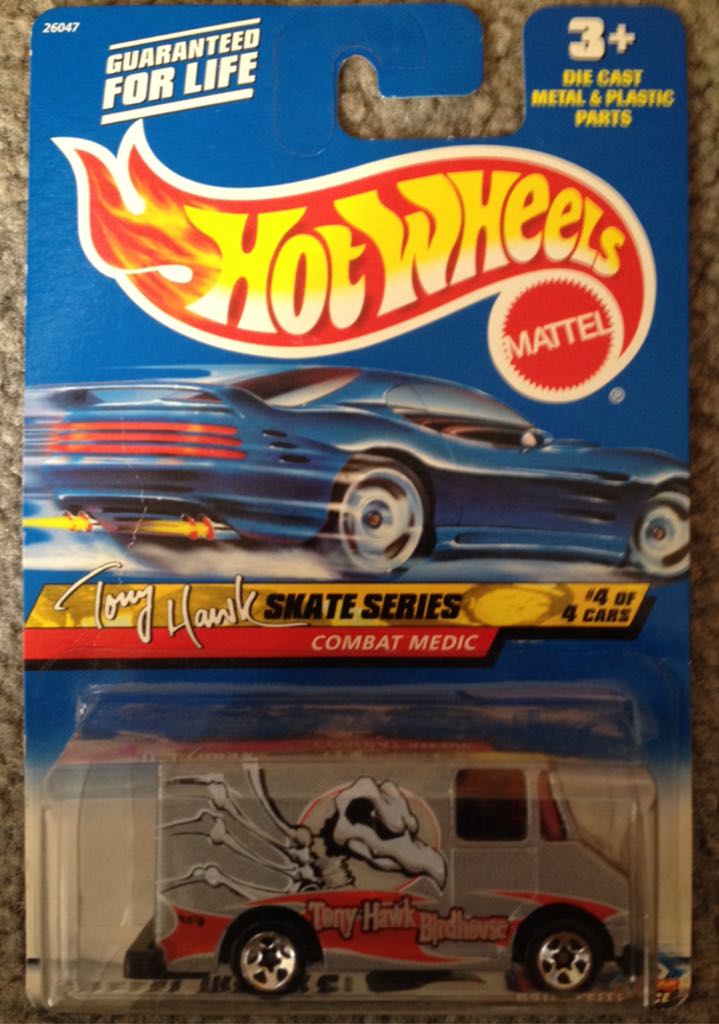 26047
GUARANTEED
FOR LIFE
3+
DIE CAST
METAL & PLASTIC
PARTS
HOT WHEELS
MATTEL
®
Tony Hawk SKATE SERIES
#4 OF
4 CARS
COMBAT MEDIC
Tony Hawk
Birdhouse